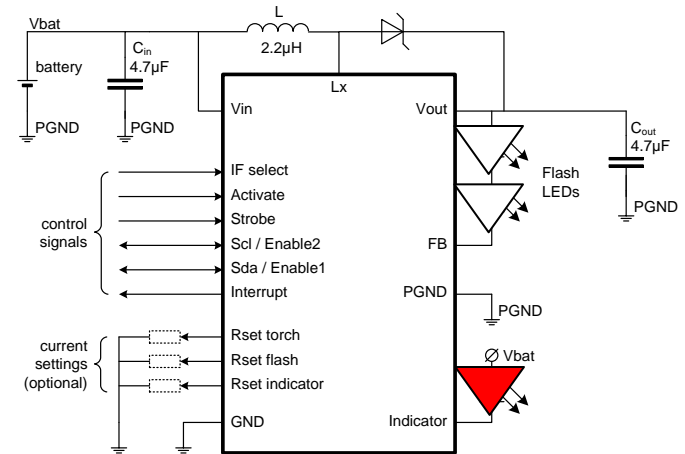 Vbat
L
2.2µH
Cin
4.7µF
battery
PGND
PGND
Lx
Vin
Vout
Cout
4.7µF
PGND
Flash
LEDs
IF select
Activate
Strobe
Scl / Enable2
Sda / Enable1
Interrupt
control
signals
FB
PGND
PGND
Rset torch
Rset flash
Rset indicator
current
settings
(optional)
Vbat
GND
Indicator